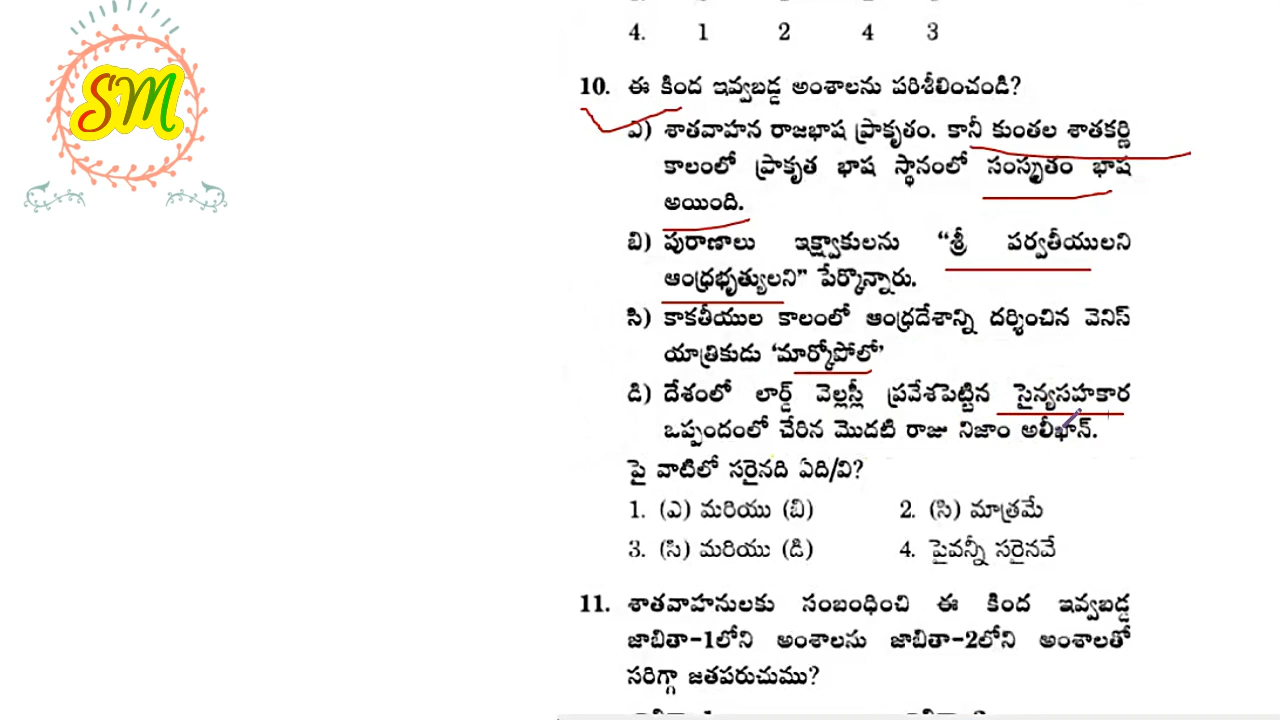 SM
4. 1 2 4 3
10. ఈ కింద ఇవ్వబడ్డ అంశాలను పరిశీలించండి?
ఎ) శాతవాహన రాజభాష ప్రాకృతం. కానీ కుంతల శాతకర్ణి
కాలంలో ప్రాకృత భాష స్థానంలో సంస్కృతం భాష
అయింది.
బి) పురాణాలు ఇక్ష్వాకులను “శ్రీ పర్వతీయులని
ఆంధ్రభృత్యులని” పేర్కొన్నారు.
సి) కాకతీయుల కాలంలో ఆంధ్రదేశాన్ని దర్శించిన వెనిస్
యాత్రికుడు ‘మార్కోపోలో’
డి) దేశంలో లార్డ్ వెల్లస్లీ ప్రవేశపెట్టిన సైన్యసహకార
ఒప్పందంలో చేరిన మొదటి రాజు నిజాం అలీఖాన్.
పై వాటిలో సరైనది ఏది/వి?
1. (ఎ) మరియు (బి) 2. (సి) మాత్రమే
3. (సి) మరియు (డి) 4. పైవన్నీ సరైనవే
11. శాతవాహనులకు సంబంధించి ఈ కింద ఇవ్వబడ్డ
జాబితా-1లోని అంశాలను జాబితా-2లోని అంశాలతో
సరిగ్గా జతపరుచుము?